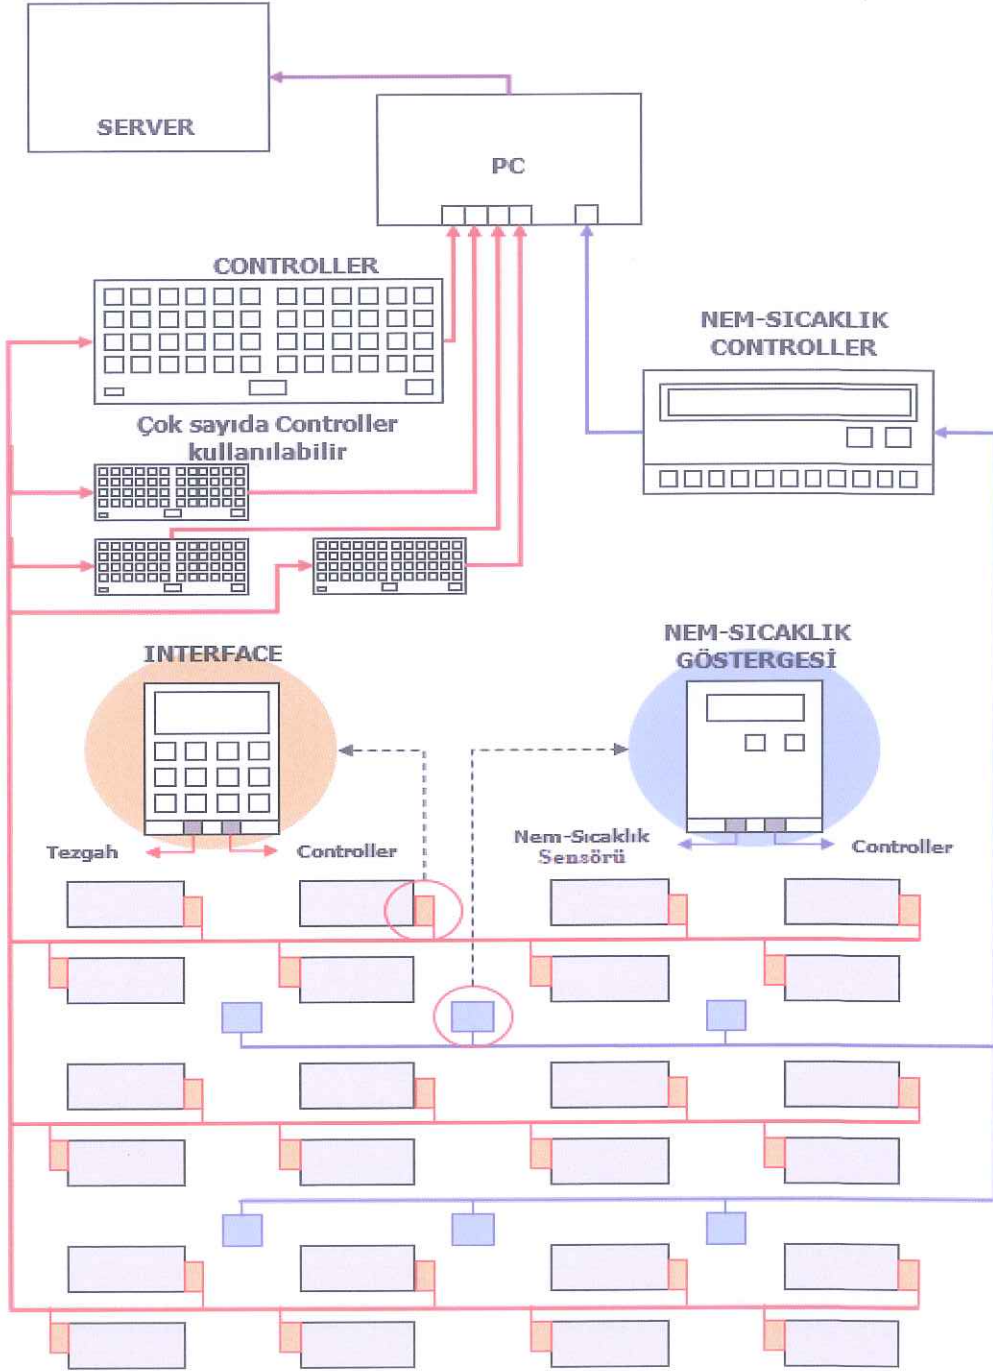 SERVER
PC
CONTROLLER
NEM-SICAKLIK
CONTROLLER
Çok sayıda Controller
kullanılabilir
INTERFACE
NEM-SICAKLIK
GÖSTERGESİ
Tezgah
Controller
Nem-Sıcaklık
Sensörü
Controller